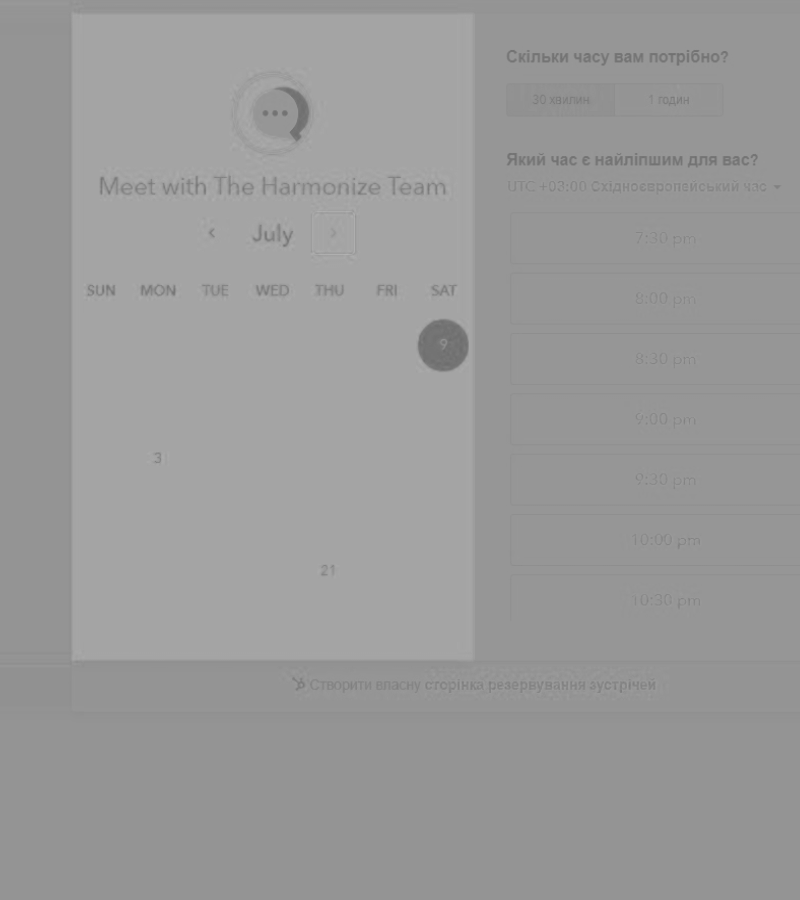 Meet with The Harmonize Team
July
SUN MON TUE WED THU FRI SAT
9
3
21
Скільки часу вам потрібно?
30 хвилин 1 годин
Який час є найліпшим для вас?
UTC +03:00 Східноєвропейський час
7:30 pm
8:00 pm
8:30 pm
9:00 pm
9:30 pm
10:00 pm
10:30 pm
Створити власну сторінка резервування зустрічей